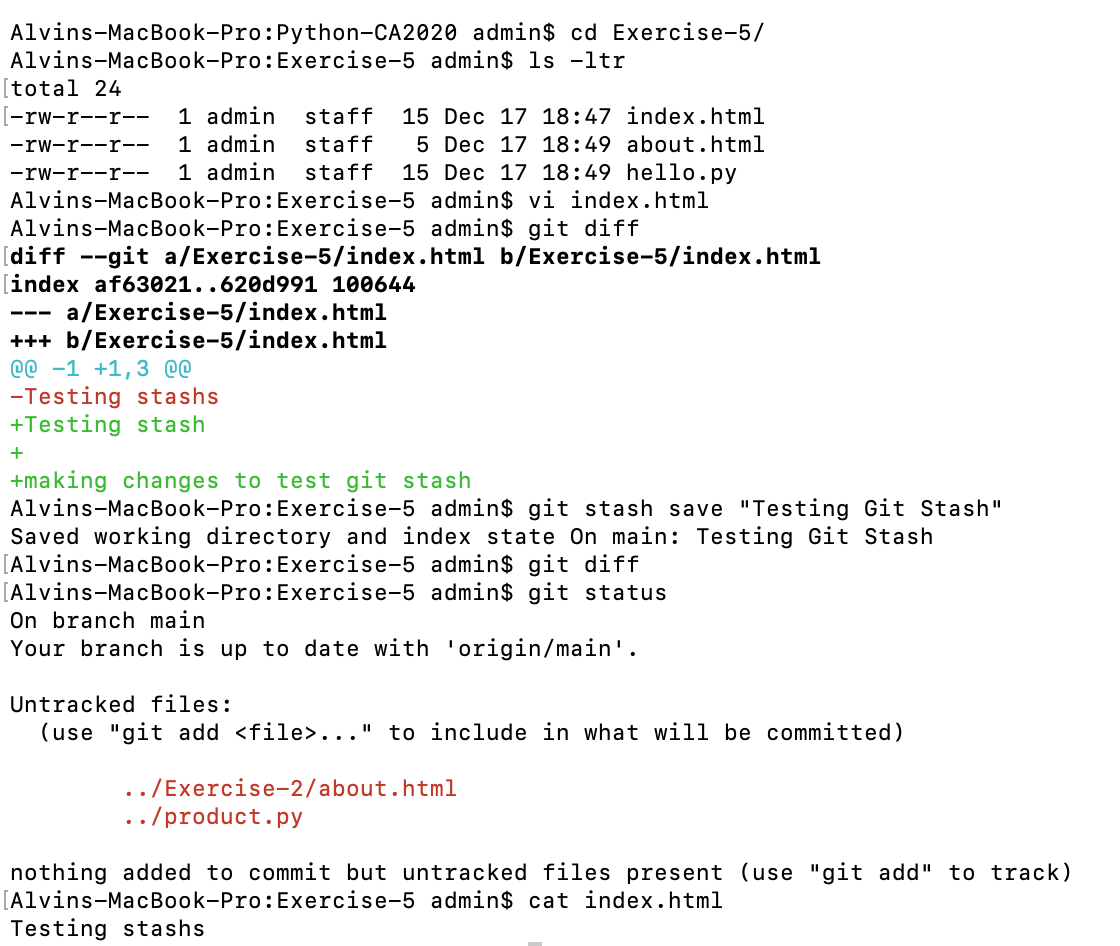 Alvins-MacBook-Pro:Python-CA2020 admin$ cd Exercise-5/
Alvins-MacBook-Pro:Exercise-5 admin$ ls -ltr
[total 24
[-rw-r--r--  1 admin  staff  15 Dec 17 18:47 index.html
-rw-r--r--  1 admin  staff   5 Dec 17 18:49 about.html
-rw-r--r--  1 admin  staff  15 Dec 17 18:49 hello.py
Alvins-MacBook-Pro:Exercise-5 admin$ vi index.html
Alvins-MacBook-Pro:Exercise-5 admin$ git diff
[diff --git a/Exercise-5/index.html b/Exercise-5/index.html
[index af63021..620d991 100644
--- a/Exercise-5/index.html
+++ b/Exercise-5/index.html
@@ -1 +1,3 @@
-Testing stashs
+Testing stash
+
+making changes to test git stash
Alvins-MacBook-Pro:Exercise-5 admin$ git stash save "Testing Git Stash"
Saved working directory and index state On main: Testing Git Stash
[Alvins-MacBook-Pro:Exercise-5 admin$ git diff
[Alvins-MacBook-Pro:Exercise-5 admin$ git status
On branch main
Your branch is up to date with 'origin/main'.

Untracked files:
  (use "git add <file>..." to include in what will be committed)

        ../Exercise-2/about.html
        ../product.py

nothing added to commit but untracked files present (use "git add" to track)
[Alvins-MacBook-Pro:Exercise-5 admin$ cat index.html
Testing stashs